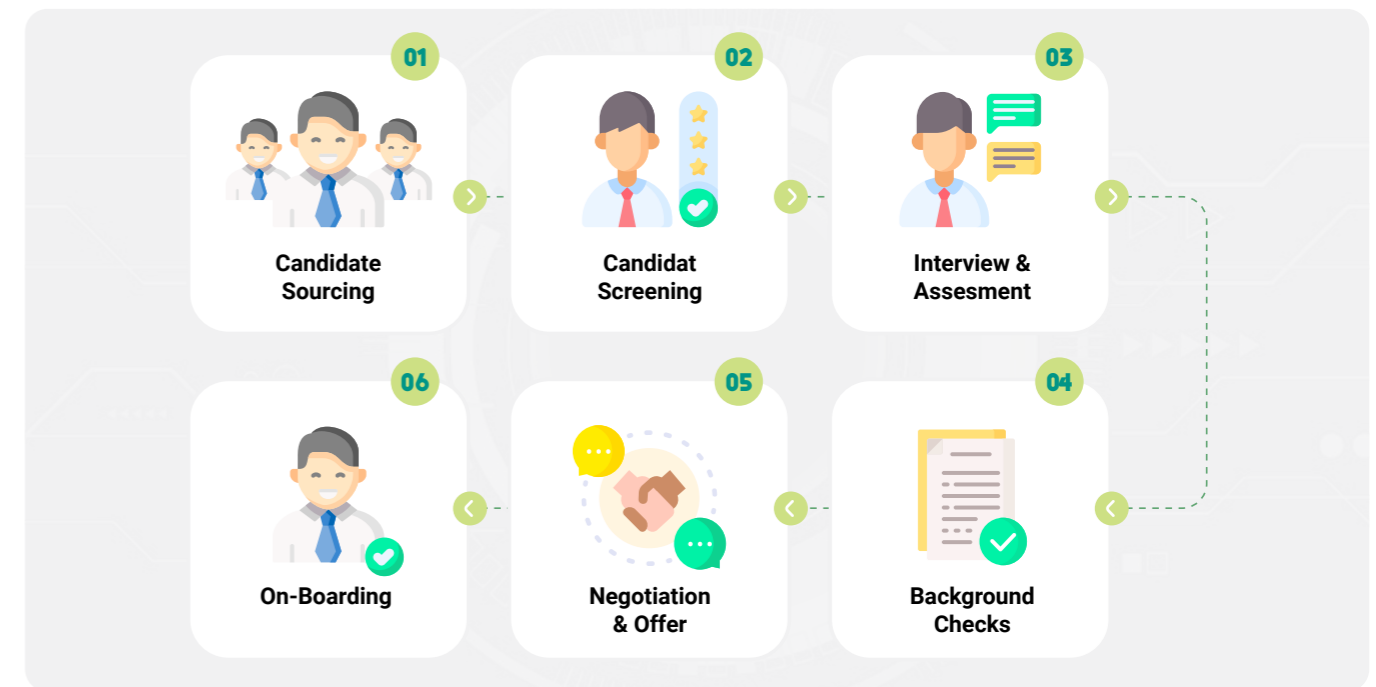 01
Candidate
Sourcing
02
Candidat
Screening
03
Interview &
Assesment
04
Background
Checks
05
Negotiation
& Offer
06
On-Boarding